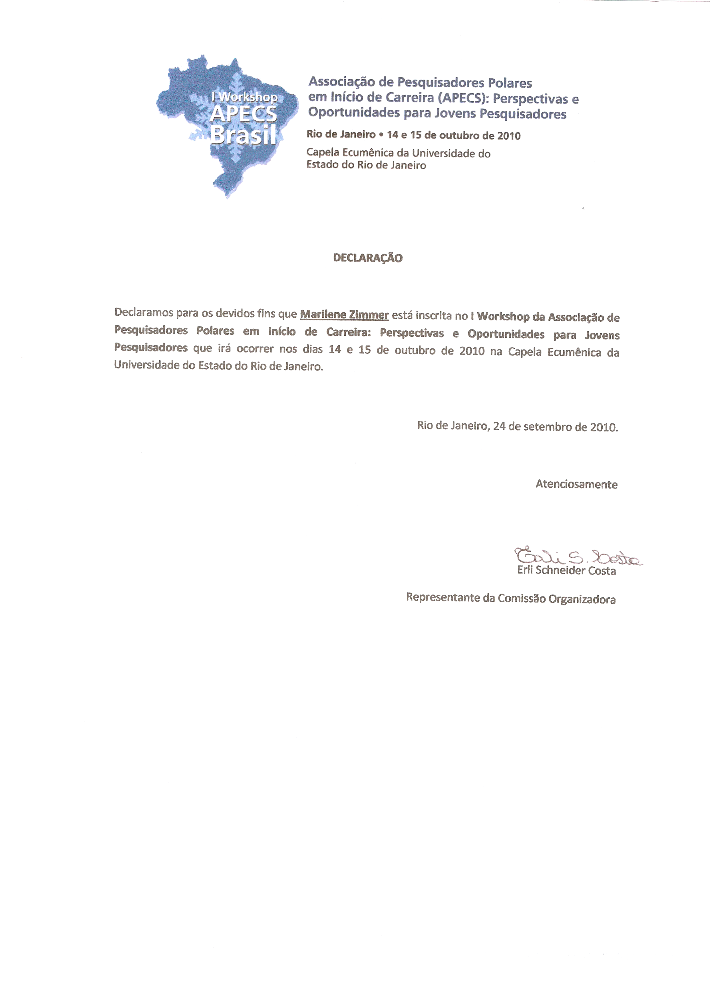 I Workshop
APECS
Brasil
Associação de Pesquisadores Polares
em Início de Carreira (APECS): Perspectivas e
Oportunidades para Jovens Pesquisadores
Rio de Janeiro • 14 e 15 de outubro de 2010
Capela Ecumênica da Universidade do
Estado do Rio de Janeiro
DECLARAÇÃO
Declaramos para os devidos fins que Marilene Zimmer está inscrita no I Workshop da Associação de
Pesquisadores Polares em Início de Carreira: Perspectivas e Oportunidades para Jovens
Pesquisadores que irá ocorrer nos dias 14 e 15 de outubro de 2010 na Capela Ecumênica da
Universidade do Estado do Rio de Janeiro.
Rio de Janeiro, 24 de setembro de 2010.
Atenciosamente
Erli S. Costa
Erli Schneider Costa
Representante da Comissão Organizadora